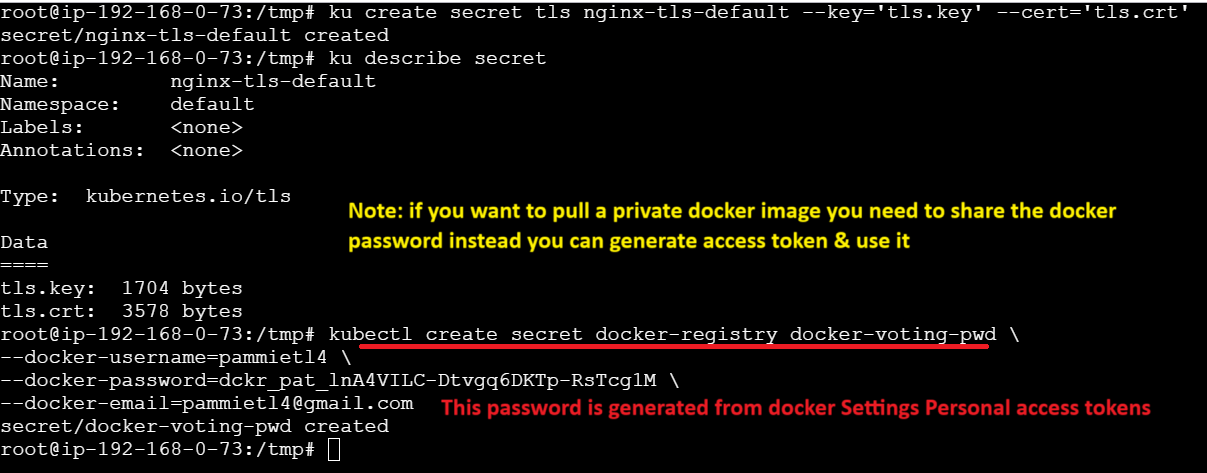 root@ip-192-168-0-73:/tmp# ku create secret tls nginx-tls-default --key='tls.key' --cert='tls.crt'
secret/nginx-tls-default created
root@ip-192-168-0-73:/tmp# ku describe secret
Name:         nginx-tls-default
Namespace:    default
Labels:       <none>
Annotations:  <none>
Type:  kubernetes.io/tls
Note: if you want to pull a private docker image you need to share the docker
password instead you can generate access token & use it
Data
====
tls.key:  1704 bytes
tls.crt:  3578 bytes
root@ip-192-168-0-73:/tmp# kubectl create secret docker-registry docker-voting-pwd \
--docker-username=pammietl4 \
--docker-password=dckr_pat_lnA4VILC-Dtvgq6DKTp-RsTcg1M \
--docker-email=pammietl4@gmail.com
This password is generated from docker Settings Personal access tokens
secret/docker-voting-pwd created
root@ip-192-168-0-73:/tmp#